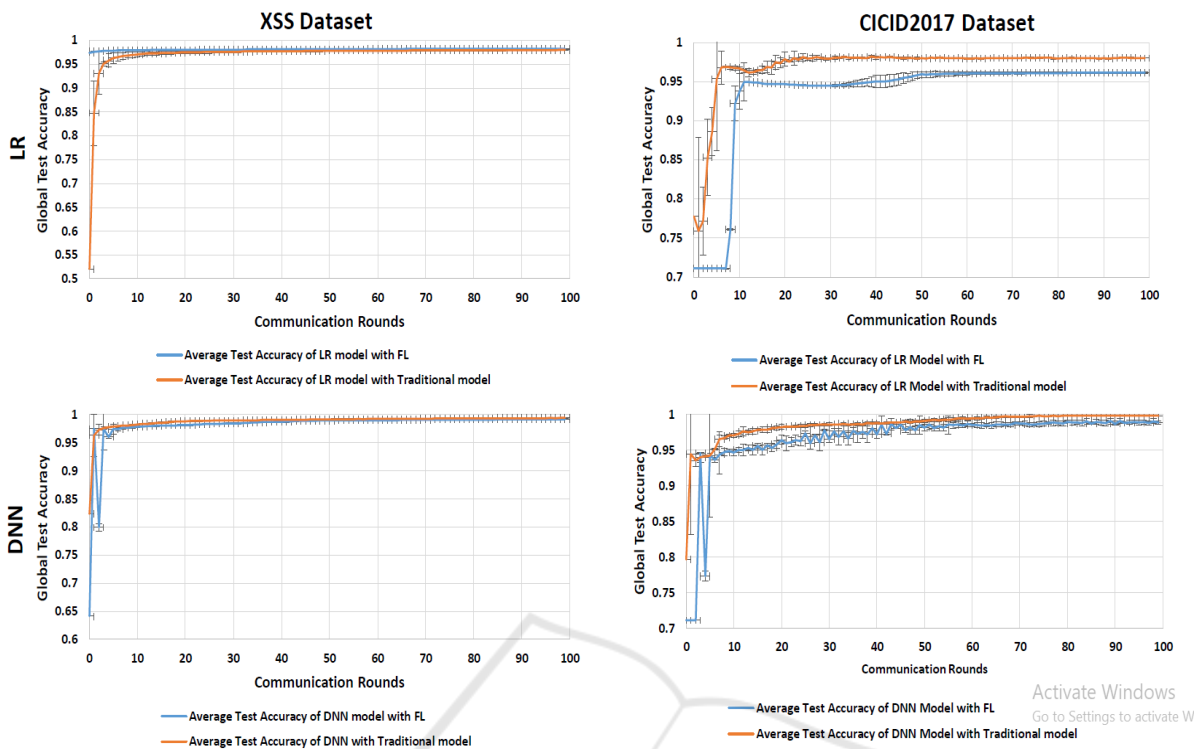 XSS Dataset
LR
Global Test Accuracy
1
0.95
0.9
0.85
0.8
0.75
0.7
0.65
0.6
0.55
0.5
0 10 20 30 40 50 60 70 80 90 100
Communication Rounds
Average Test Accuracy of LR model with FL
Average Test Accuracy of LR model with Traditional model
CICID2017 Dataset
Global Test Accuracy
1
0.95
0.9
0.85
0.8
0.75
0.7
0 10 20 30 40 50 60 70 80 90 100
Communication Rounds
Average Test Accuracy of LR Model with FL
Average Test Accuracy of LR Model with Traditional model
DNN
Global Test Accuracy
1
0.95
0.9
0.85
0.8
0.75
0.7
0.65
0.6
0 10 20 30 40 50 60 70 80 90 100
Communication Rounds
Average Test Accuracy of DNN model with FL
Average Test Accuracy of DNN with Traditional model
Global Test Accuracy
1
0.95
0.9
0.85
0.8
0.75
0.7
0 10 20 30 40 50 60 70 80 90 100
Communication Rounds
Average Test Accuracy of DNN Model with FL
Average Test Accuracy of DNN Model with Traditional model
Activate Windows
Go to Settings to activate W